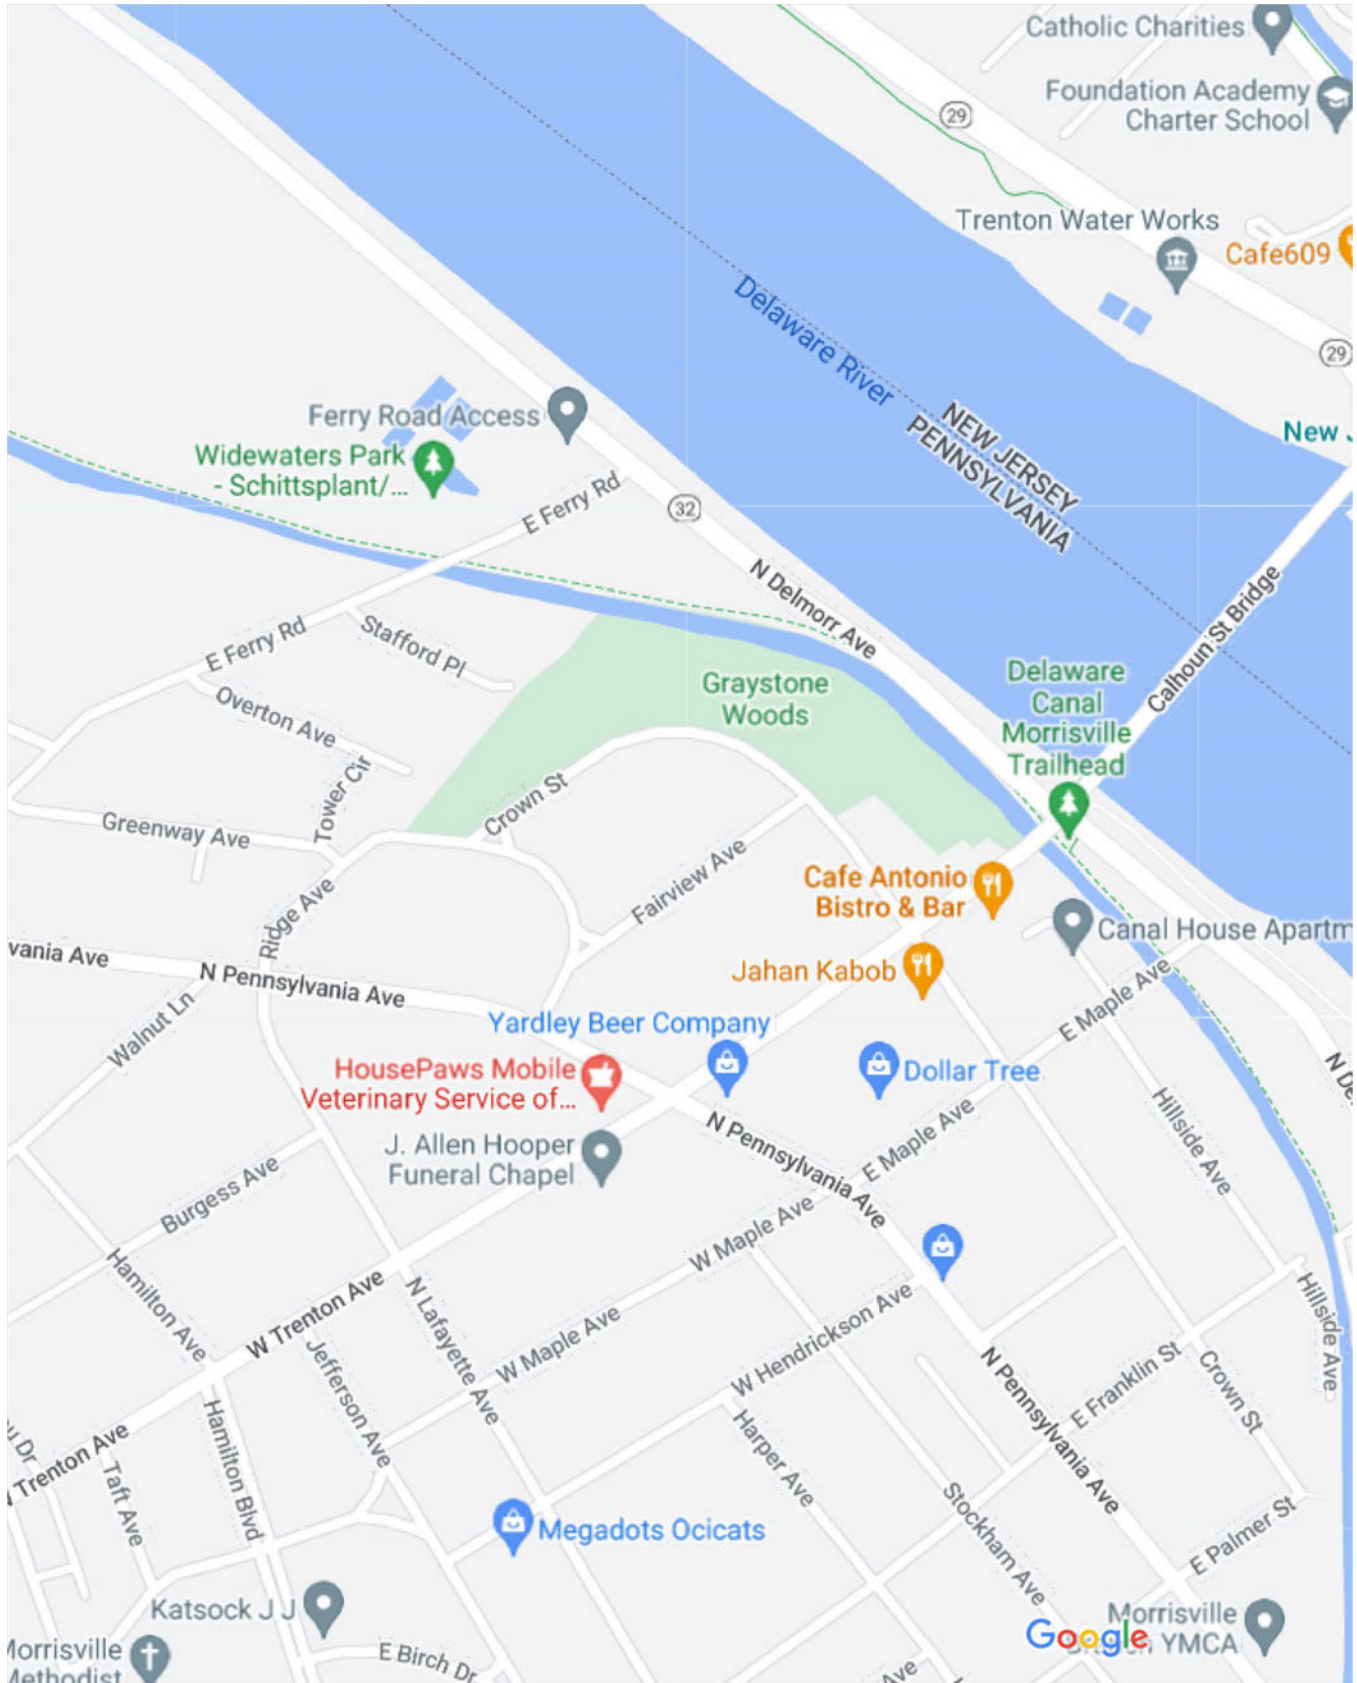 Catholic Charities
Foundation Academy
Charter School
29
Trenton Water Works
Cafe609
29
Delaware River
NEW JERSEY
PENNSYLVANIA
New J
Ferry Road Access
Widewaters Park
- Schittsplant/...
E Ferry Rd
32
N Delmorr Ave
Calhoun St Bridge
E Ferry Rd
Stafford Pl
Overton Ave
Graystone
Woods
Delaware
Canal
Morrisville
Trailhead
Tower Cir
Crown St
Greenway Ave
Fairview Ave
Cafe Antonio
Bistro & Bar
Ridge Ave
Canal House Apartm
vania Ave
N Pennsylvania Ave
Jahan Kabob
E Maple Ave
Walnut Ln
Yardley Beer Company
HousePaws Mobile
Veterinary Service of...
Dollar Tree
N De
J. Allen Hooper
Funeral Chapel
N Pennsylvania Ave
E Maple Ave
Hillside Ave
Burgess Ave
W Maple Ave
Hamilton Ave
W Trenton Ave
N Lafayette Ave
W Maple Ave
W Hendrickson Ave
Hillside Ave
Jefferson Ave
N Pennsylvania Ave
E Franklin St
Crown St
Hamilton Blvd
Harper Ave
u Dr
Trenton Ave
Taft Ave
Stockham Ave
Megadots Ocicats
E Palmer St
Katsock J J
Morrisville
YMCA
Google
Morrisville
Methodist
E Birch Dr
Ave